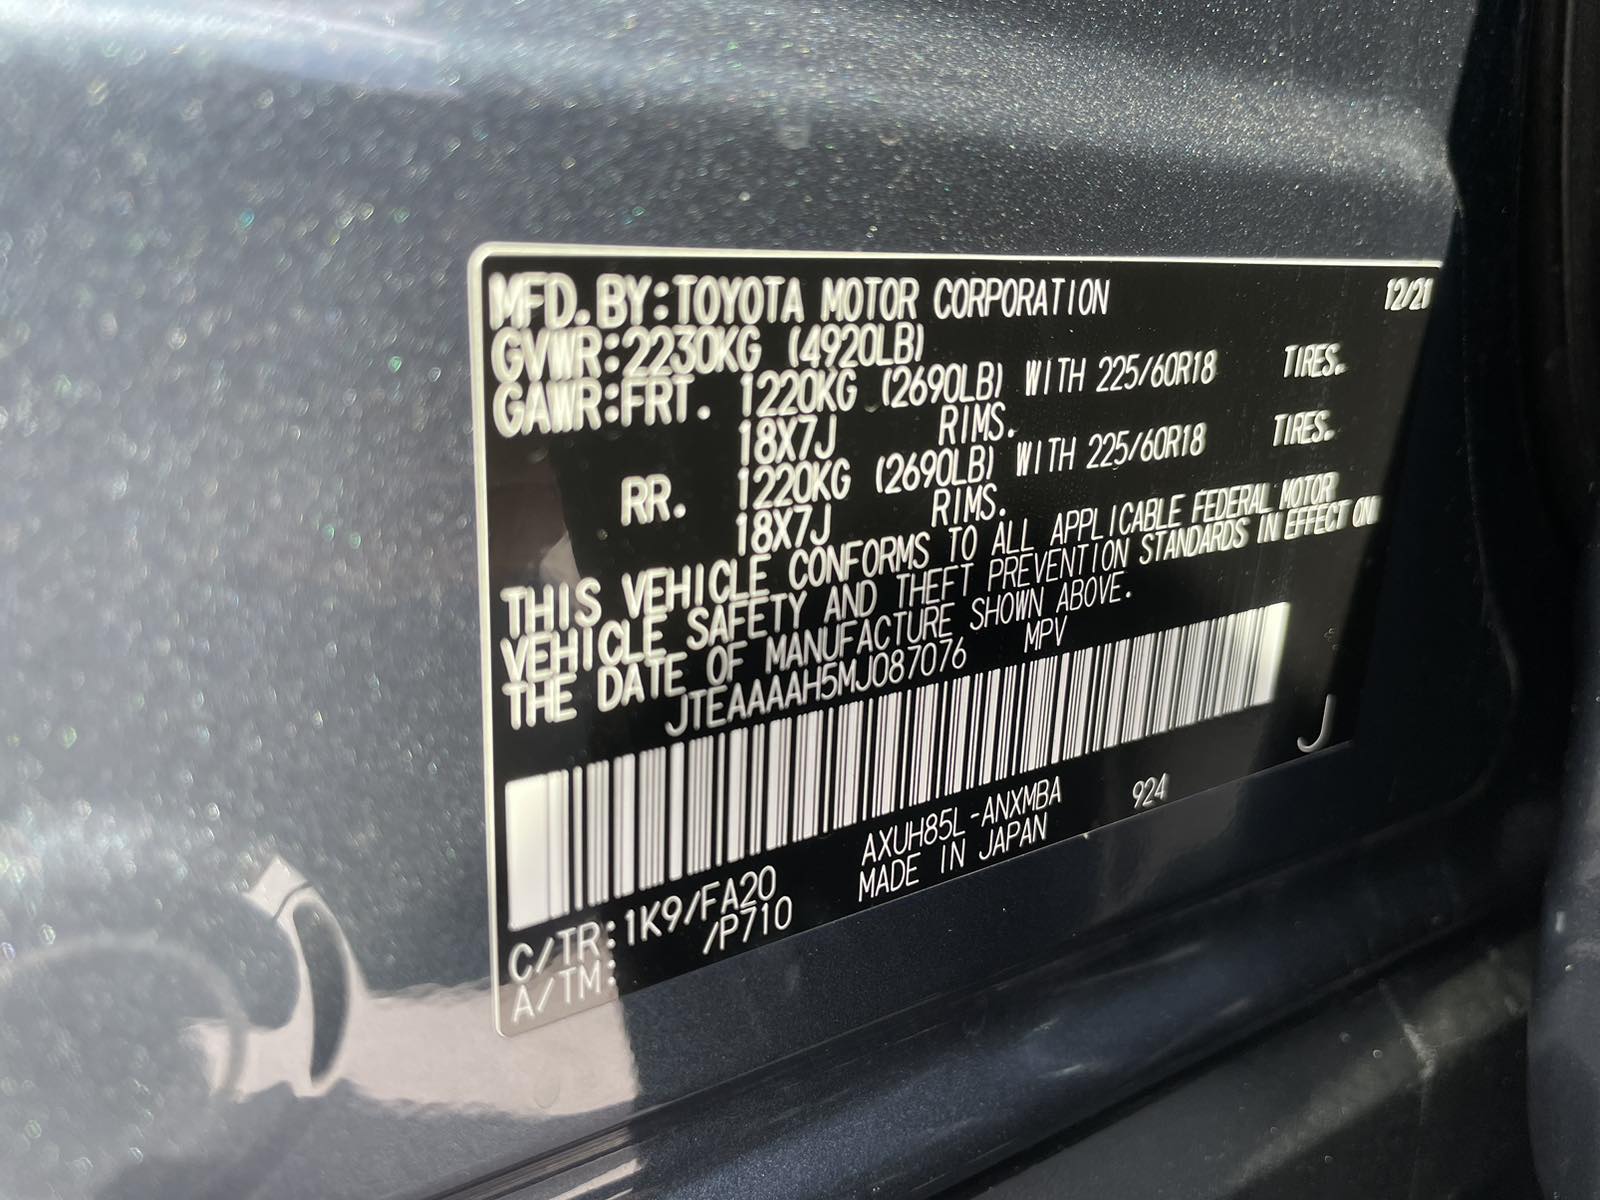 MFD.BY:TOYOTA MOTOR CORPORATION 12/21
GVWR:2230KG (4920LB)
GAWR:FRT. 1220KG (2690LB) WITH 225/60R18 TIRES.
18X7J RIMS.
RR. 1220KG (2690LB) WITH 225/60R18 TIRES.
18X7J RIMS.
THIS VEHICLE CONFORMS TO ALL APPLICABLE FEDERAL MOTOR
VEHICLE SAFETY AND THEFT PREVENTION STANDARDS IN EFFECT ON
THE DATE OF MANUFACTURE SHOWN ABOVE.
JTEAAAAH5MJ087076 MPV
J
C/TR:1K9/FA20 AXUH85L-ANXMBA 924
A/TM: /P710 MADE IN JAPAN